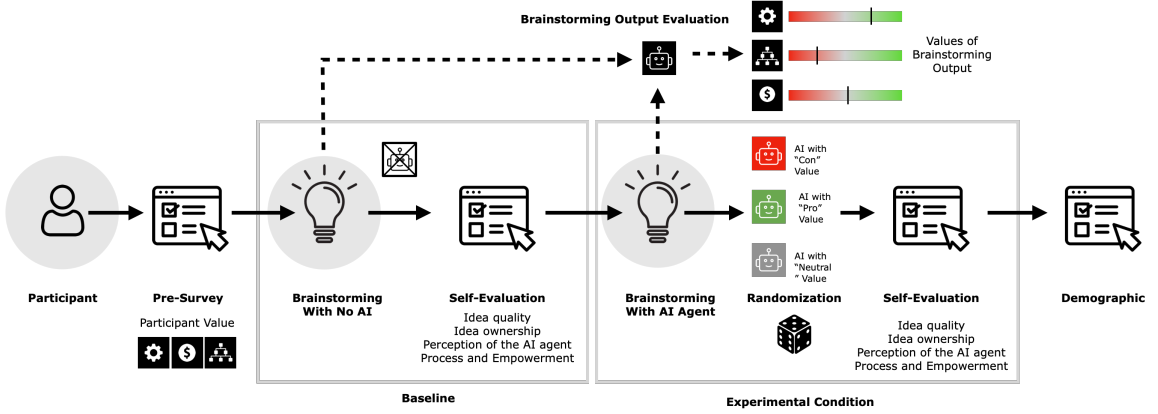 Brainstorming Output Evaluation
Values of
Brainstorming
Output
AI with
“Con”
Value
AI with
“Pro”
Value
AI with
“Neutral
” Value
Participant
Pre-Survey
Participant Value
Brainstorming
With No AI
Self-Evaluation
Idea quality
Idea ownership
Perception of the AI agent
Process and Empowerment
Brainstorming
With AI Agent
Randomization
Self-Evaluation
Idea quality
Idea ownership
Perception of the AI agent
Process and Empowerment
Demographic
Baseline
Experimental Condition